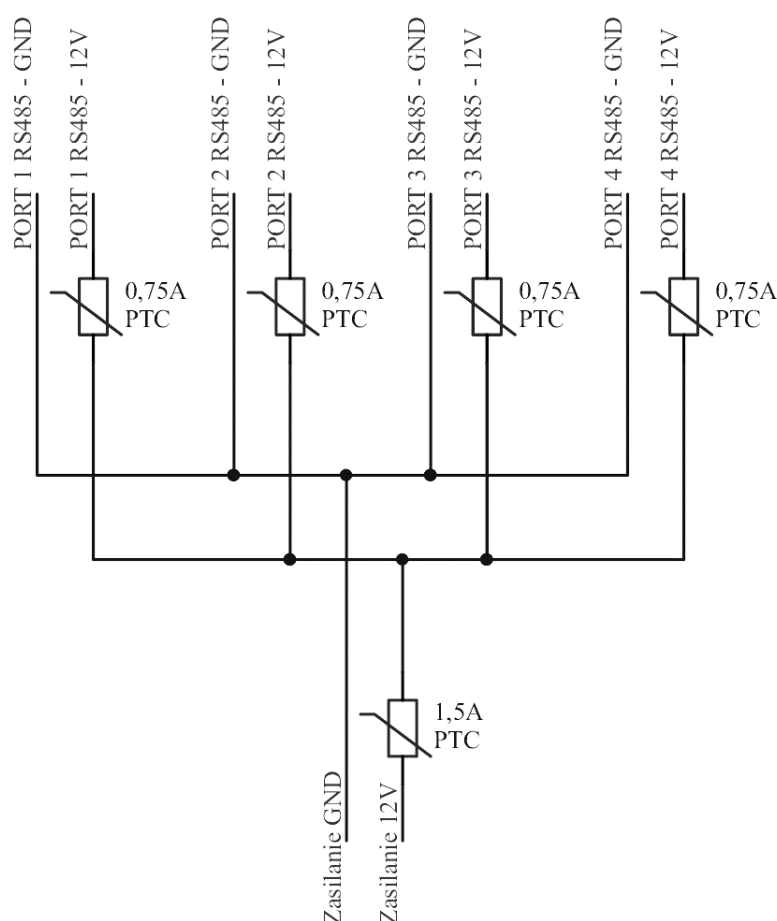 PORT 1 RS485 - GND
PORT 1 RS485 - 12V
PORT 2 RS485 - GND
PORT 2 RS485 - 12V
PORT 3 RS485 - GND
PORT 3 RS485 - 12V
PORT 4 RS485 - GND
PORT 4 RS485 - 12V
0,75A
PTC
0,75A
PTC
0,75A
PTC
0,75A
PTC
1,5A
PTC
Zasilanie GND
Zasilanie 12V